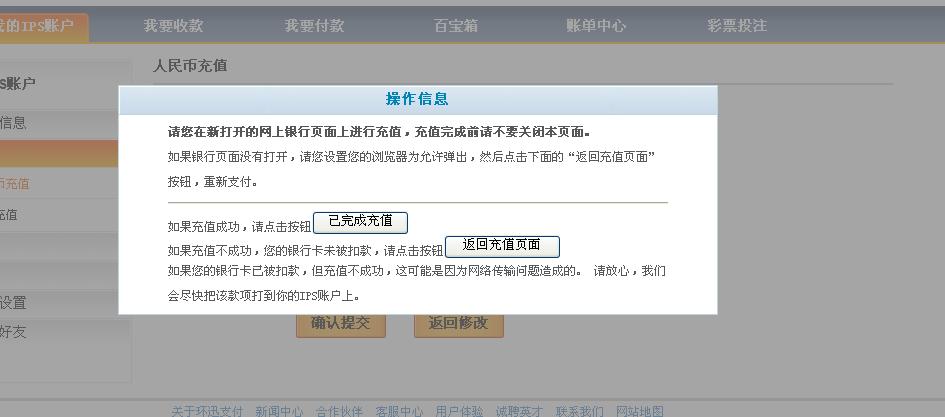 的IPS账户 我要收款 我要付款 百宝箱 账单中心 彩票投注
人民币充值
S账户
操作信息
信息
请您在新打开的网上银行页面上进行充值，充值完成前请不要关闭本页面。
如果银行页面没有打开，请您设置您的浏览器为允许弹出，然后点击下面的“返回充值页面”
按钮，重新支付。
币充值
充值
如果充值成功，请点击按钮 已完成充值
如果充值不成功，您的银行卡未被扣款，请点击按钮 返回充值页面
如果您的银行卡已被扣款，但充值不成功，这可能是因为网络传输问题造成的。 请放心，我们
会尽快把该款项打到你的IPS账户上。
设置
确认提交 返回修改
好友
关于环迅支付 新闻中心 合作伙伴 客服中心 用户体验 诚聘英才 联系我们 网站地图